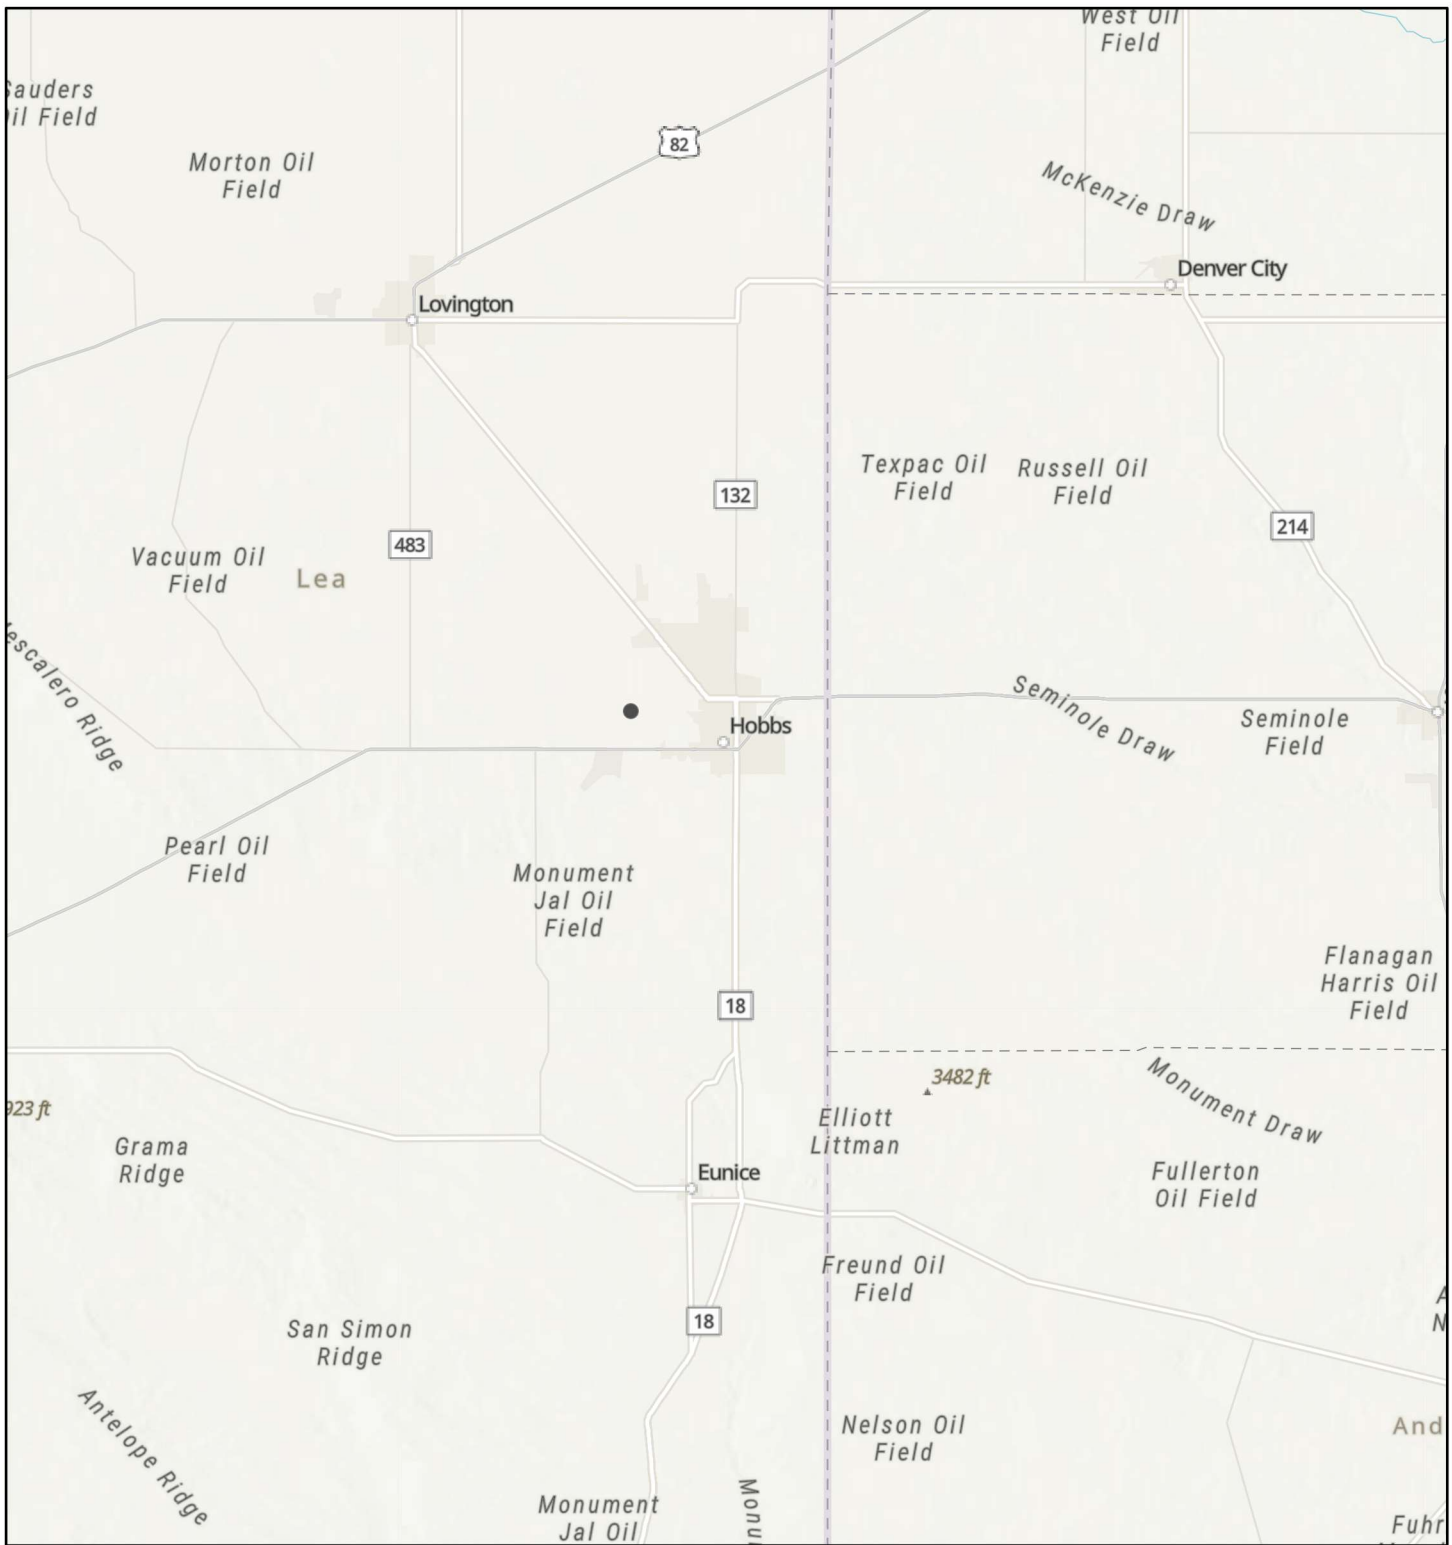 West Oil
Field
Sauders
Oil Field
82
Morton Oil
Field
McKenzie Draw
Denver City
Lovington
Texpac Oil
Field
Russell Oil
Field
132
214
483
Vacuum Oil
Field
Lea
Mescalero Ridge
Seminole Draw
Hobbs
Seminole
Field
Pearl Oil
Field
Monument
Jal Oil
Field
Flanagan
Harris Oil
Field
18
3482 ft
Monument Draw
923 ft
Elliott
Littman
Grama
Ridge
Eunice
Fullerton
Oil Field
Freund Oil
Field
18
San Simon
Ridge
Antelope Ridge
Nelson Oil
Field
And
Monument
Jal Oil
Monu
Fuhr